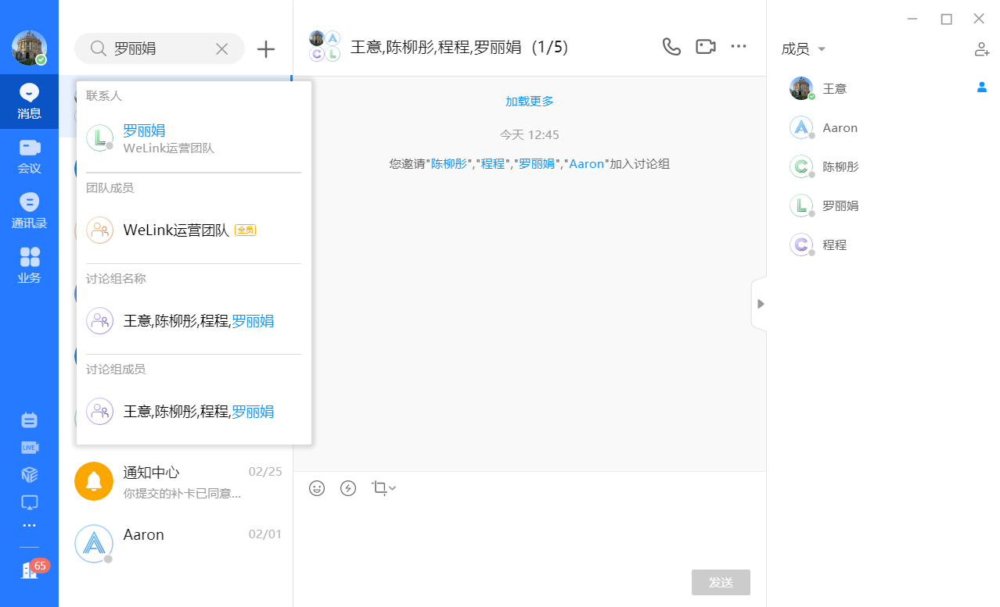 消息
会议
通讯录
业务
LIVE
65
罗丽娟
联系人
罗丽娟
WeLink运营团队
团队成员
WeLink运营团队 全员
讨论组名称
王意,陈柳彤,程程,罗丽娟
讨论组成员
王意,陈柳彤,程程,罗丽娟
通知中心 02/25
你提交的补卡已同意...
Aaron 02/01
王意,陈柳彤,程程,罗丽娟 (1/5)
加载更多
今天 12:45
您邀请"陈柳彤","程程","罗丽娟","Aaron"加入讨论组
发送
成员
王意
Aaron
陈柳彤
罗丽娟
程程